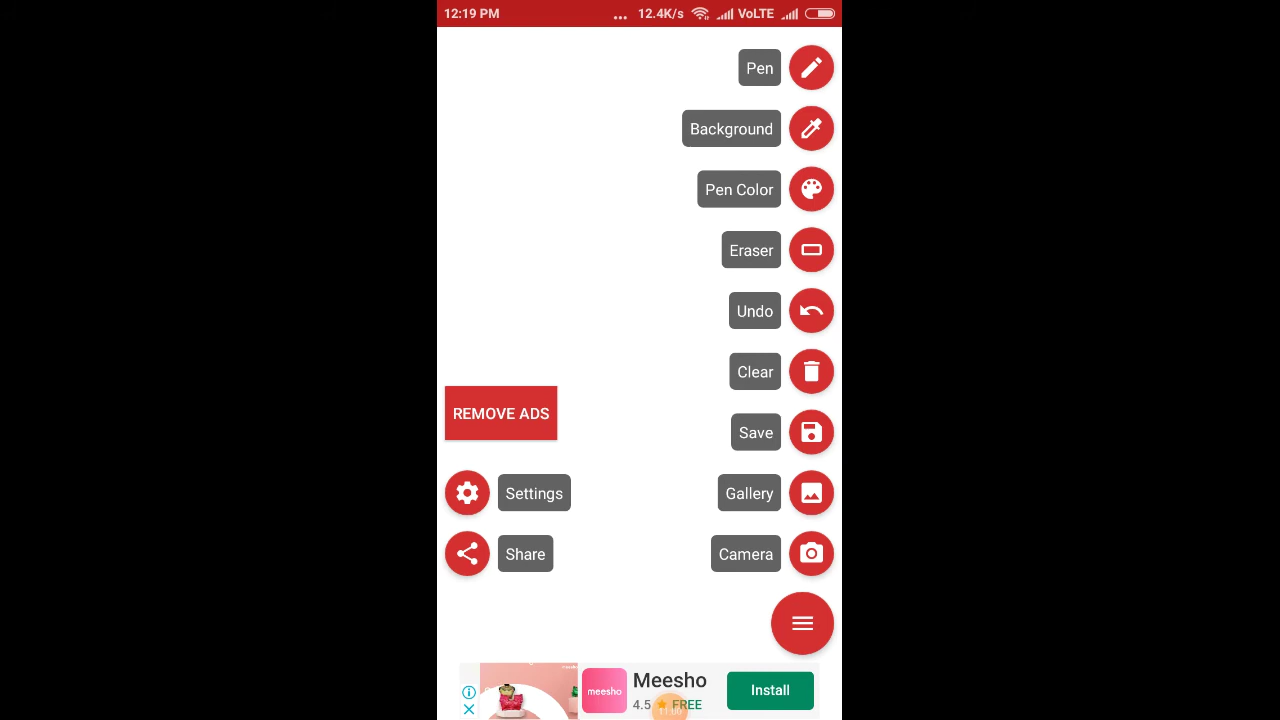 12:19 PM ... 12.4K/s VoLTE
Pen
Background
Pen Color
Eraser
Undo
Clear
REMOVE ADS
Save
Settings
Gallery
Share
Camera
meesho
Meesho
4.5 FREE
Install